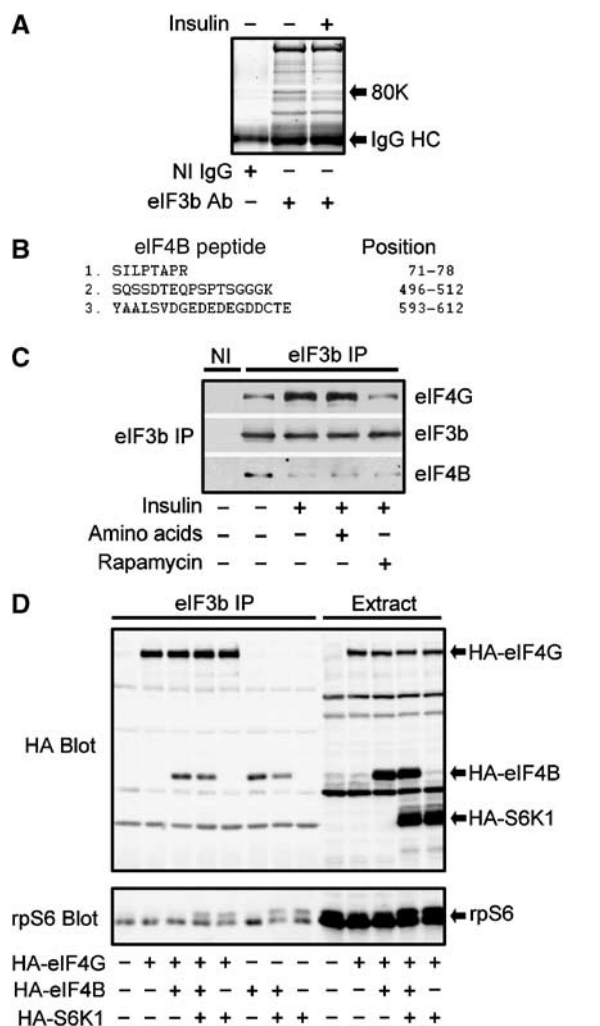 A
Insulin – – +
80K
IgG HC
NI IgG + – –
eIF3b Ab – + +
B
eIF4B peptide Position
1. SILPTAPR 71–78
2. SQSSDTEQPSPTSGGGK 496–512
3. YAALSVDGEDEDEGDDCTE 593–612
C
NI eIF3b IP
eIF4G
eIF3b IP eIF3b
eIF4B
Insulin – – + + +
Amino acids – – – + –
Rapamycin – – – – +
D
eIF3b IP Extract
HA-eIF4G
HA Blot
HA-eIF4B
HA-S6K1
rpS6 Blot rpS6
HA-eIF4G – + + + + – – – – + + + +
HA-eIF4B – – + + – + + – – – + + –
HA-S6K1 – – – + + – + + – – – + +